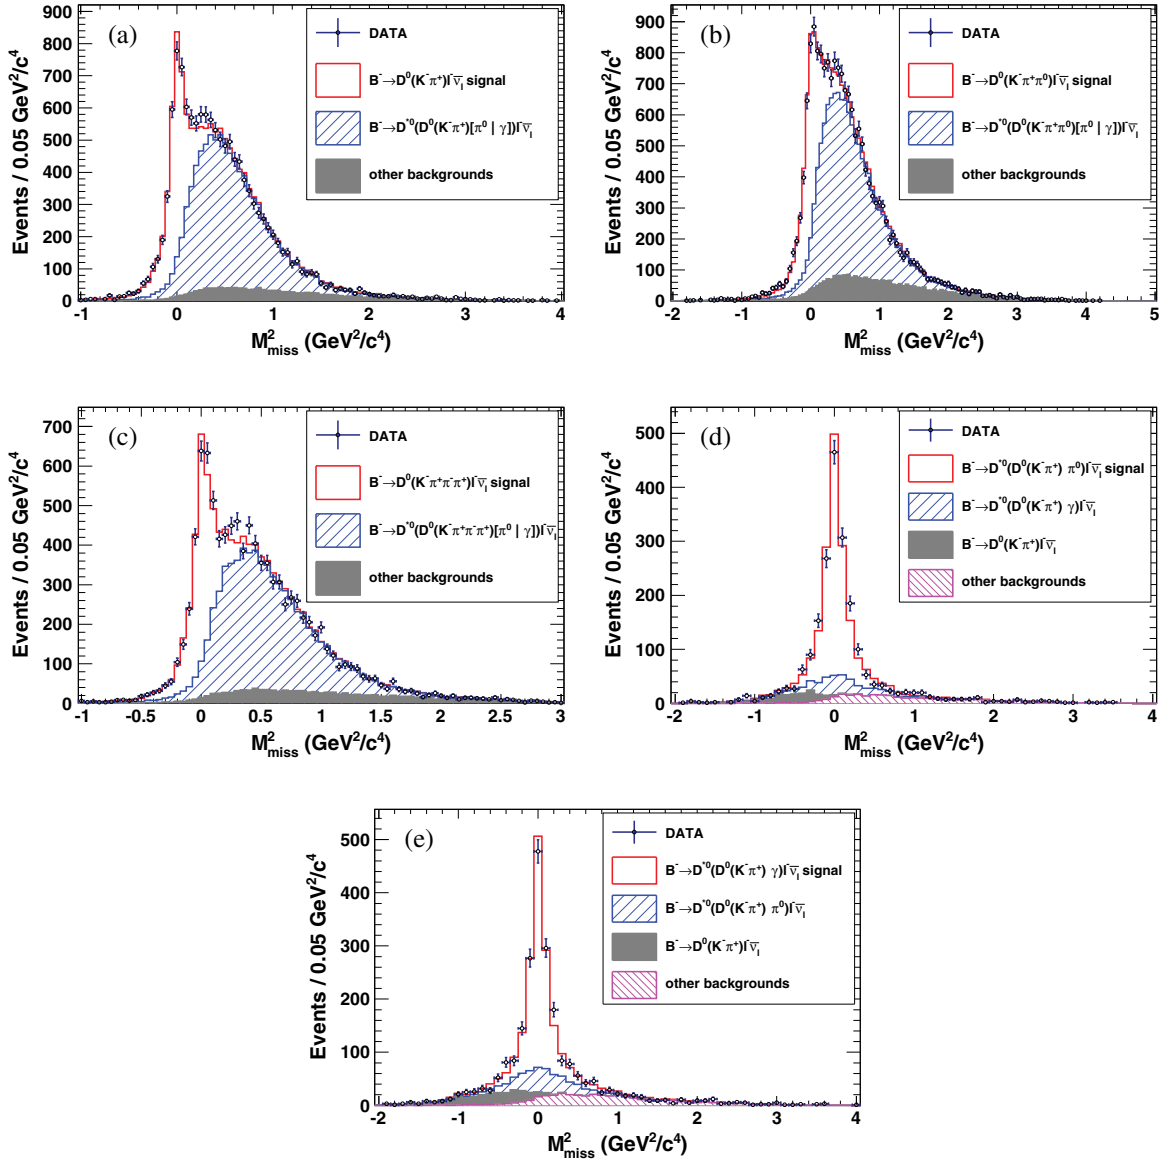 (a)
DATA
B⁻→D⁰(K⁻π⁺)l⁻ν̅ₗ signal
B⁻→D*⁰(D⁰(K⁻π⁺)[π⁰ | γ])l⁻ν̅ₗ
other backgrounds
Events / 0.05 GeV²/c⁴
900
800
700
600
500
400
300
200
100
0
-1 0 1 2 3 4
M²miss (GeV²/c⁴)
(b)
DATA
B⁻→D⁰(K⁻π⁺π⁰)l⁻ν̅ₗ signal
B⁻→D*⁰(D⁰(K⁻π⁺π⁰)[π⁰ | γ])l⁻ν̅ₗ
other backgrounds
Events / 0.05 GeV²/c⁴
900
800
700
600
500
400
300
200
100
0
-2 -1 0 1 2 3 4 5
M²miss (GeV²/c⁴)
(c)
DATA
B⁻→D⁰(K⁻π⁺π⁻π⁺)l⁻ν̅ₗ signal
B⁻→D*⁰(D⁰(K⁻π⁺π⁻π⁺)[π⁰ | γ])l⁻ν̅ₗ
other backgrounds
Events / 0.05 GeV²/c⁴
700
600
500
400
300
200
100
0
-1 -0.5 0 0.5 1 1.5 2 2.5 3
M²miss (GeV²/c⁴)
(d)
DATA
B⁻→D*⁰(D⁰(K⁻π⁺) π⁰)l⁻ν̅ₗ signal
B⁻→D*⁰(D⁰(K⁻π⁺) γ)l⁻ν̅ₗ
B⁻→D⁰(K⁻π⁺)l⁻ν̅ₗ
other backgrounds
Events / 0.05 GeV²/c⁴
500
400
300
200
100
0
-2 -1 0 1 2 3 4
M²miss (GeV²/c⁴)
(e)
DATA
B⁻→D*⁰(D⁰(K⁻π⁺) γ)l⁻ν̅ₗ signal
B⁻→D*⁰(D⁰(K⁻π⁺) π⁰)l⁻ν̅ₗ
B⁻→D⁰(K⁻π⁺)l⁻ν̅ₗ
other backgrounds
Events / 0.05 GeV²/c⁴
500
400
300
200
100
0
-2 -1 0 1 2 3 4
M²miss (GeV²/c⁴)